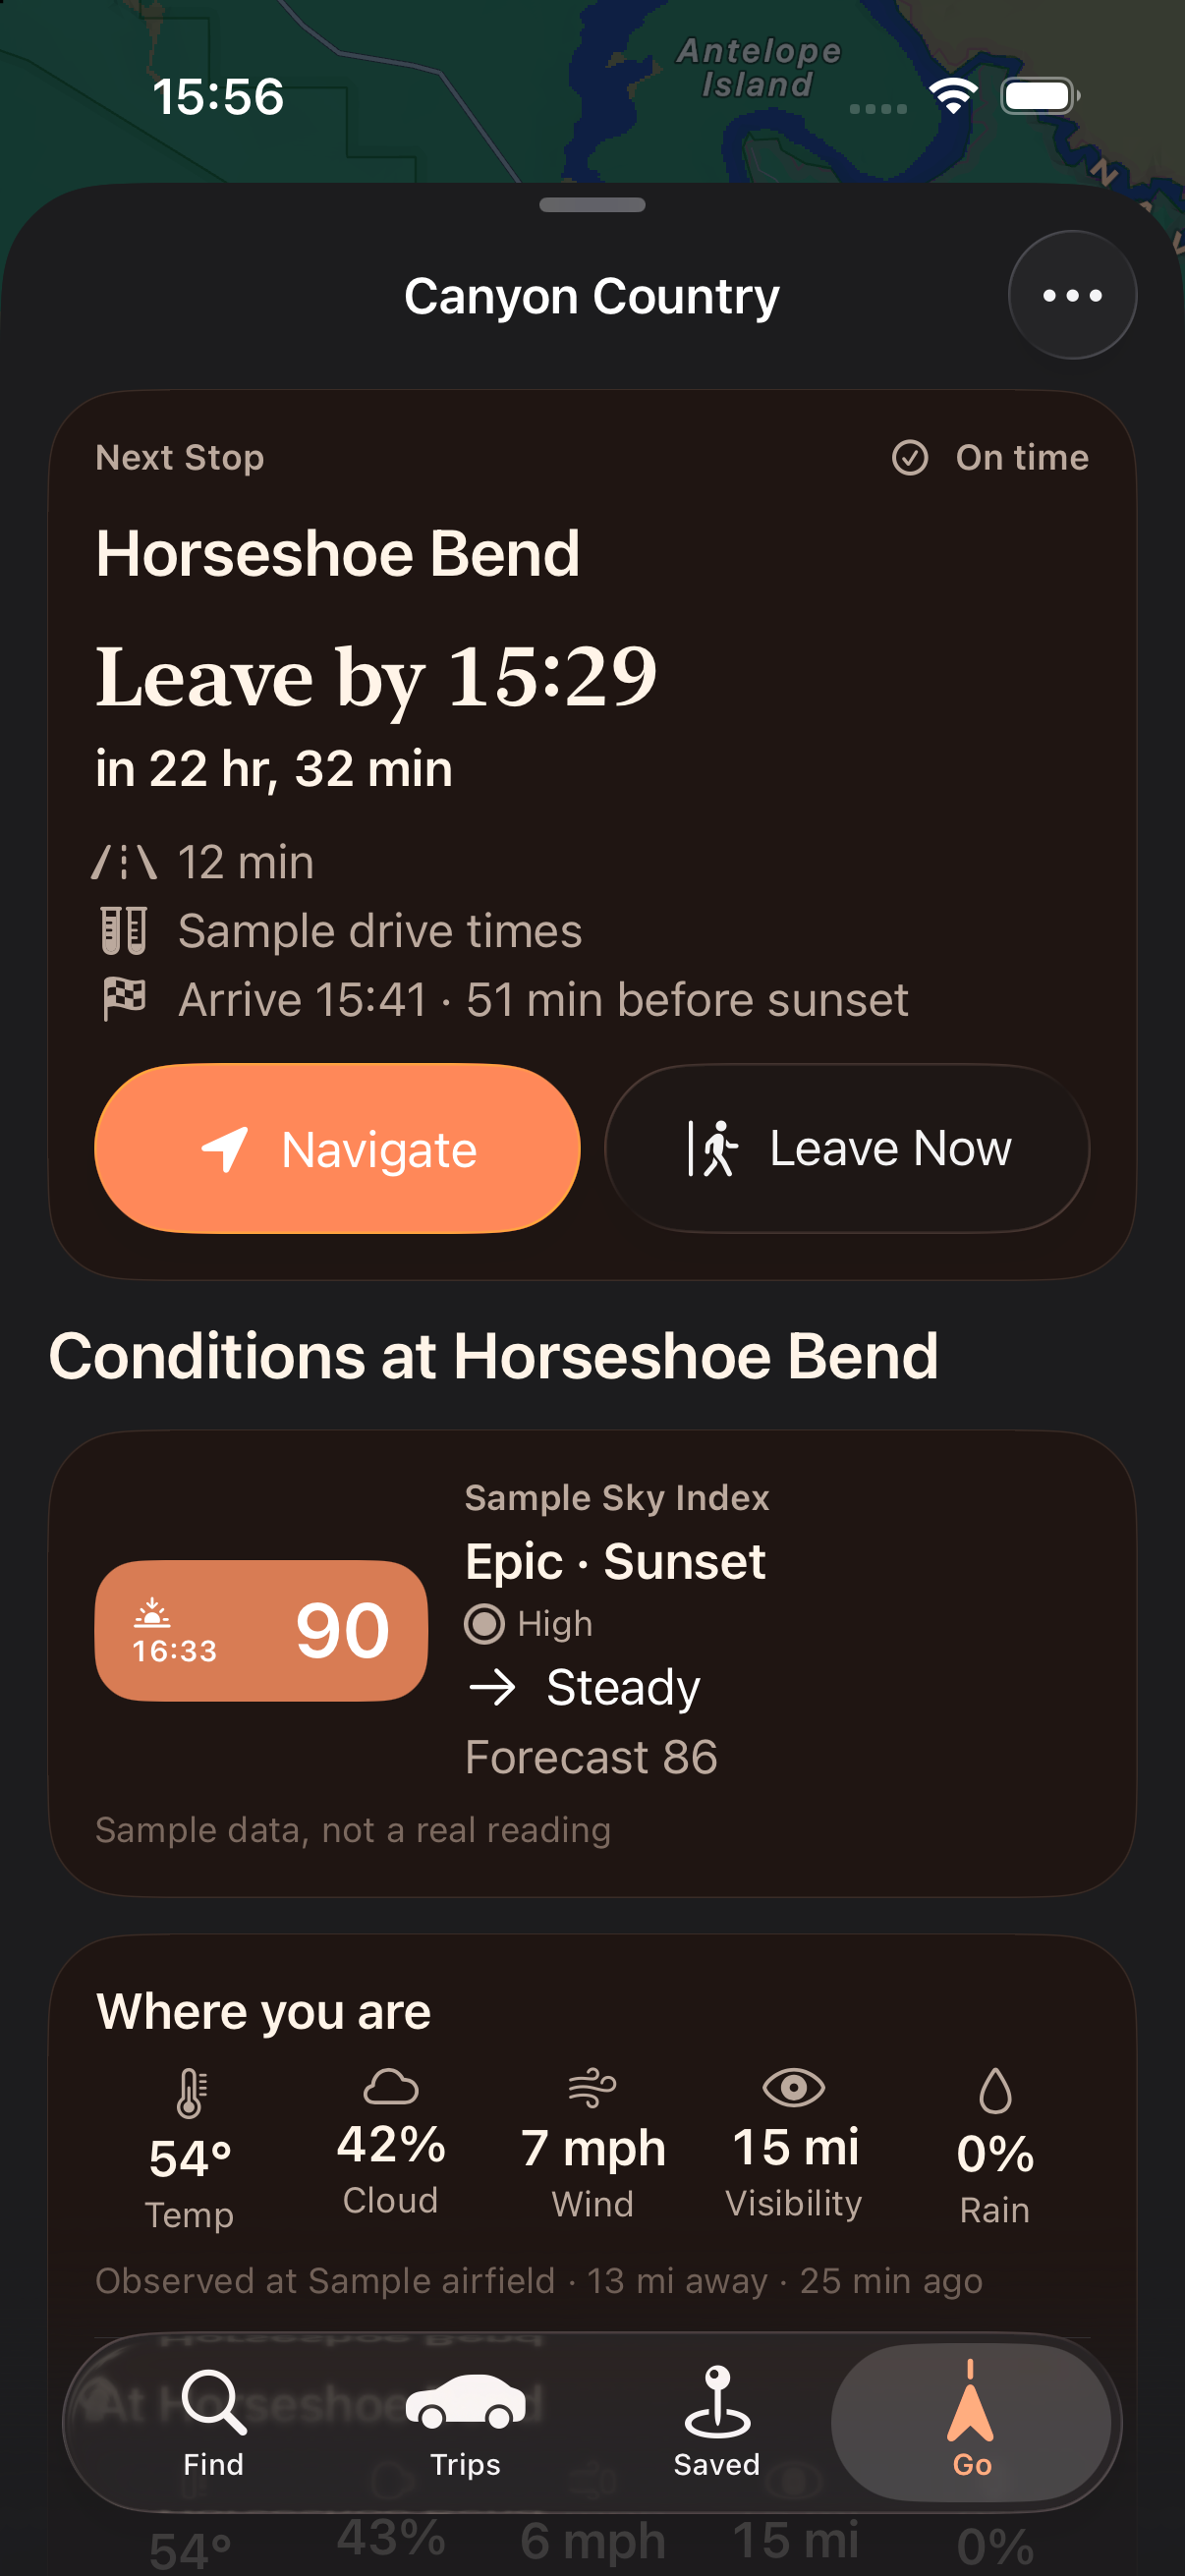 Antelope
Island
15:56
N
Canyon Country
Next Stop
On time
Horseshoe Bend
Leave by 15:29
in 22 hr, 32 min
12 min
Sample drive times
Arrive 15:41 · 51 min before sunset
Navigate
Leave Now
Conditions at Horseshoe Bend
Sample Sky Index
Epic · Sunset
16:33
90
High
Steady
Forecast 86
Sample data, not a real reading
Where you are
54° 42% 7 mph 15 mi 0%
Temp Cloud Wind Visibility Rain
Observed at Sample airfield · 13 mi away · 25 min ago
At Horseshoe Bend
Find Trips Saved Go
54° 43% 6 mph 15 mi 0%